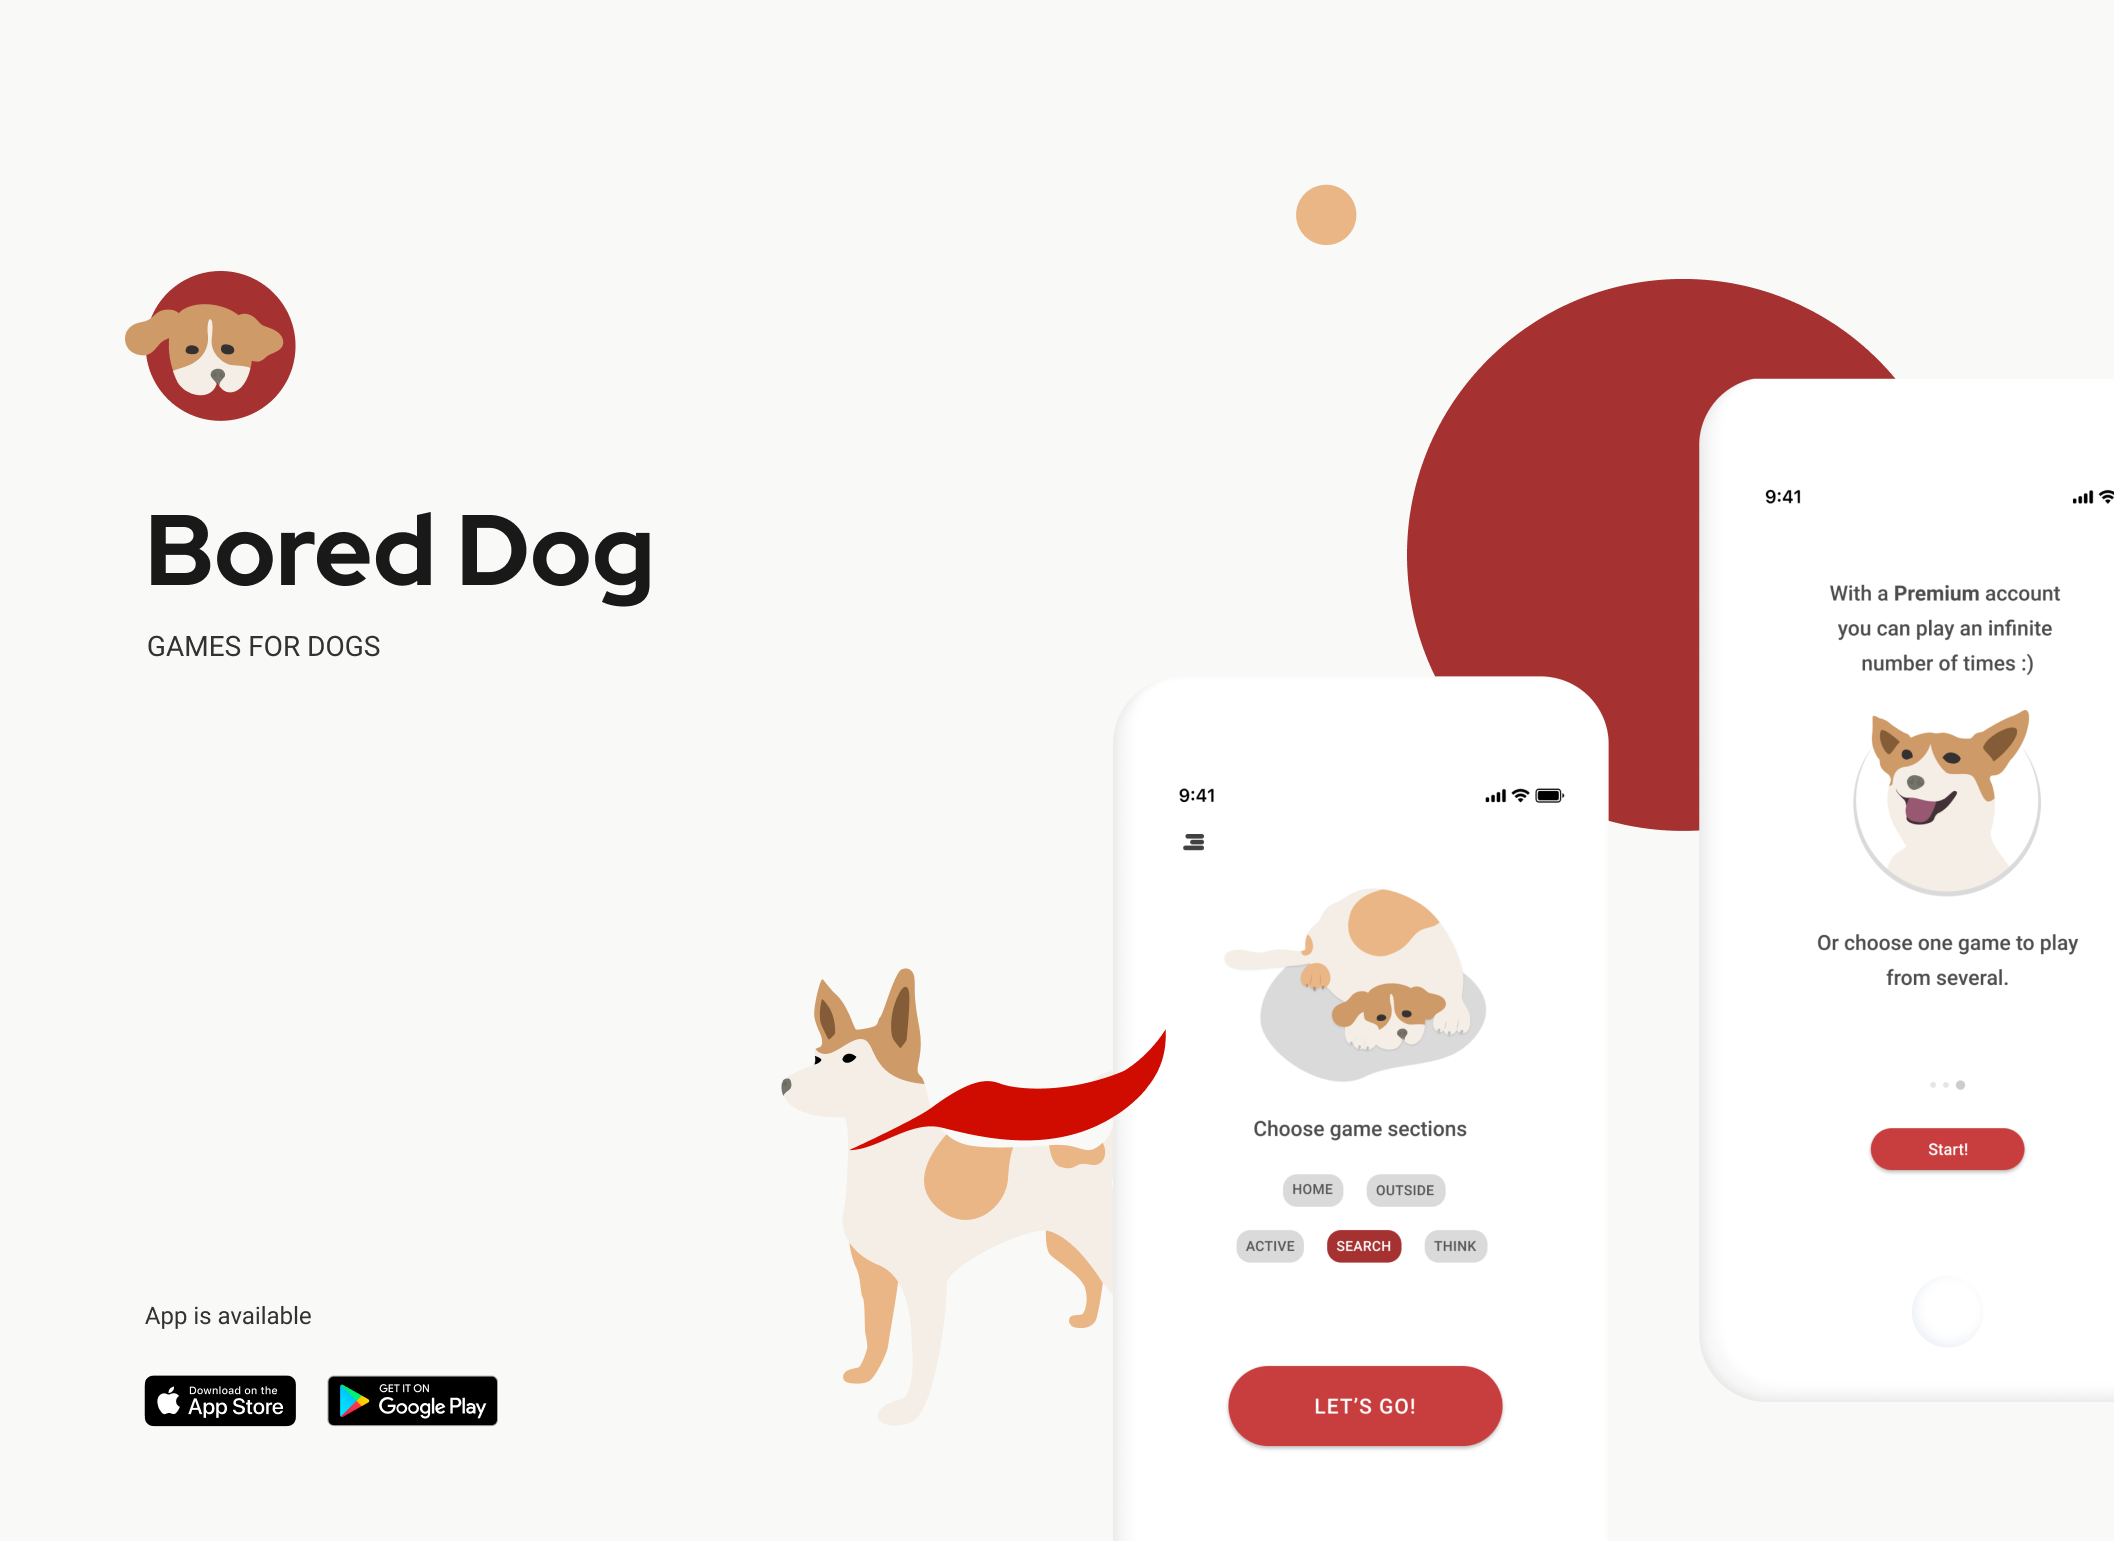 Bored Dog
GAMES FOR DOGS
App is available
Download on the
App Store
GET IT ON
Google Play
9:41
Choose game sections
HOME
OUTSIDE
ACTIVE
SEARCH
THINK
LET'S GO!
9:41
With a Premium account
you can play an infinite
number of times :)
Or choose one game to play
from several.
Start!